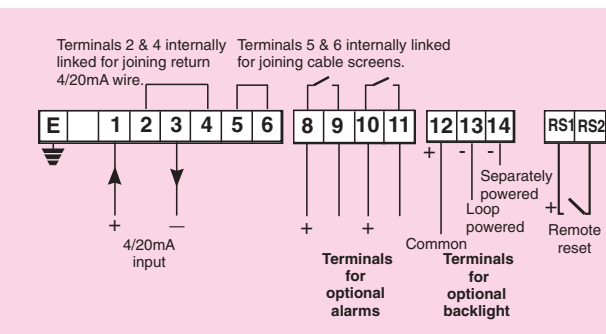 Terminals 2 & 4 internally
linked for joining return
4/20mA wire.
Terminals 5 & 6 internally linked
for joining cable screens.
E 1 2 3 4 5 6 8 9 10 11 12 13 14 RS1 RS2
+ - -
Separately
powered
Loop
powered
Common
+ —
4/20mA
input
+ +
Terminals
for
optional
alarms
Terminals
for
optional
backlight
+
Remote
reset